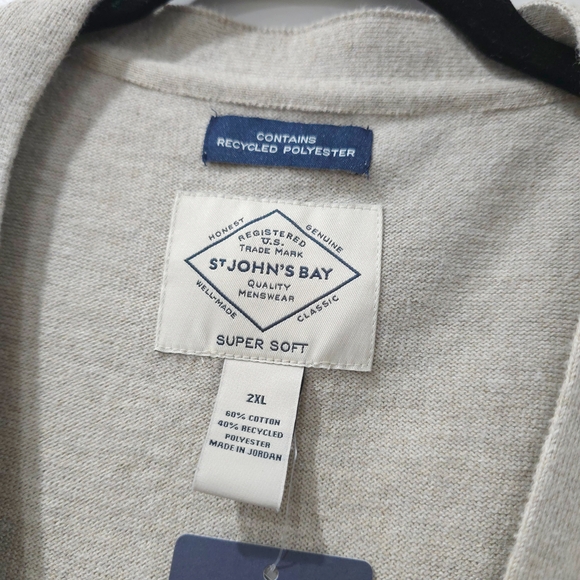 CONTAINS
RECYCLED POLYESTER
HONEST
GENUINE
REGISTERED
U.S.
TRADE MARK
ST JOHN'S BAY
QUALITY
MENSWEAR
WELL-MADE
CLASSIC
SUPER SOFT
2XL
60% COTTON
40% RECYCLED
POLYESTER
MADE IN JORDAN